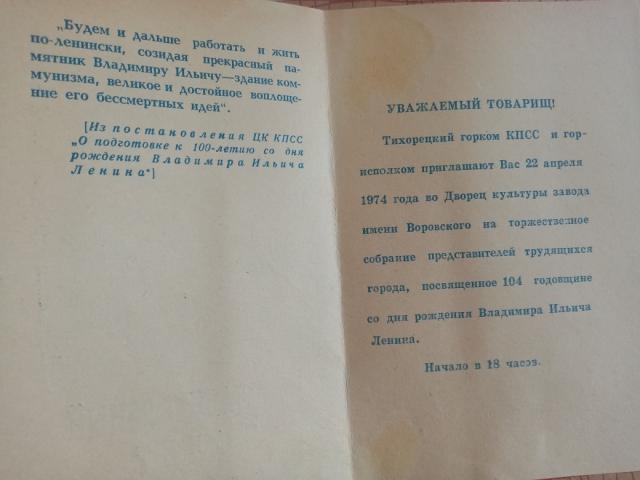 „Будем и дальше работать и жить
по-ленински, созидая прекрасный па-
мятник Владимиру Ильичу—здание ком-
мунизма, великое и достойное воплоще-
ние его бессмертных идей“.
[Из постановления ЦК КПСС
„О подготовке к 100-летию со дня
рождения Владимира Ильича
Ленина“]
УВАЖАЕМЫЙ ТОВАРИЩ!
Тихорецкий горком КПСС и гор-
исполком приглашают Вас 22 апреля
1974 года во Дворец культуры завода
имени Воровского на торжественное
собрание представителей трудящихся
города, посвященное 104 годовщине
со дня рождения Владимира Ильича
Ленина.
Начало в 18 часов.